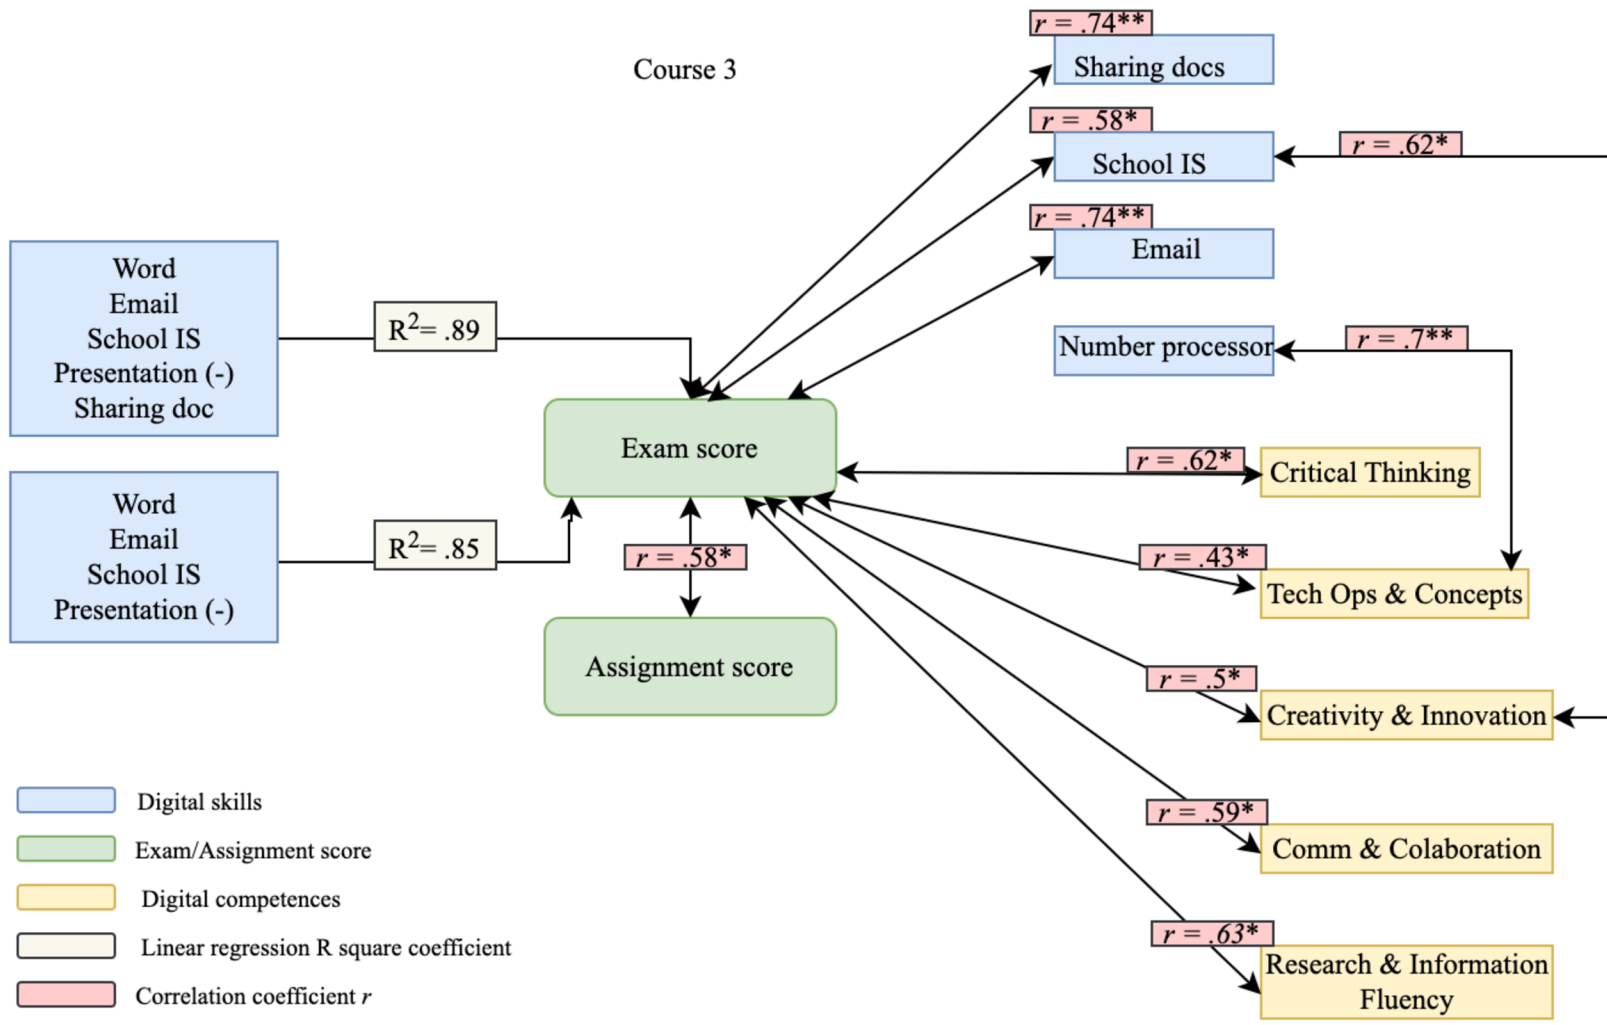 Course 3
r = .74**
Sharing docs
r = .58*
School IS
r = .62*
r = .74**
Email
Number processor
r = .7**
Word
Email
School IS
Presentation (-)
Sharing doc
R²= .89
Exam score
r = .62*
Critical Thinking
Word
Email
School IS
Presentation (-)
R²= .85
r = .58*
r = .43*
Tech Ops & Concepts
Assignment score
r = .5*
Creativity & Innovation
r = .59*
Comm & Colaboration
r = .63*
Research & Information
Fluency
Digital skills
Exam/Assignment score
Digital competences
Linear regression R square coefficient
Correlation coefficient r